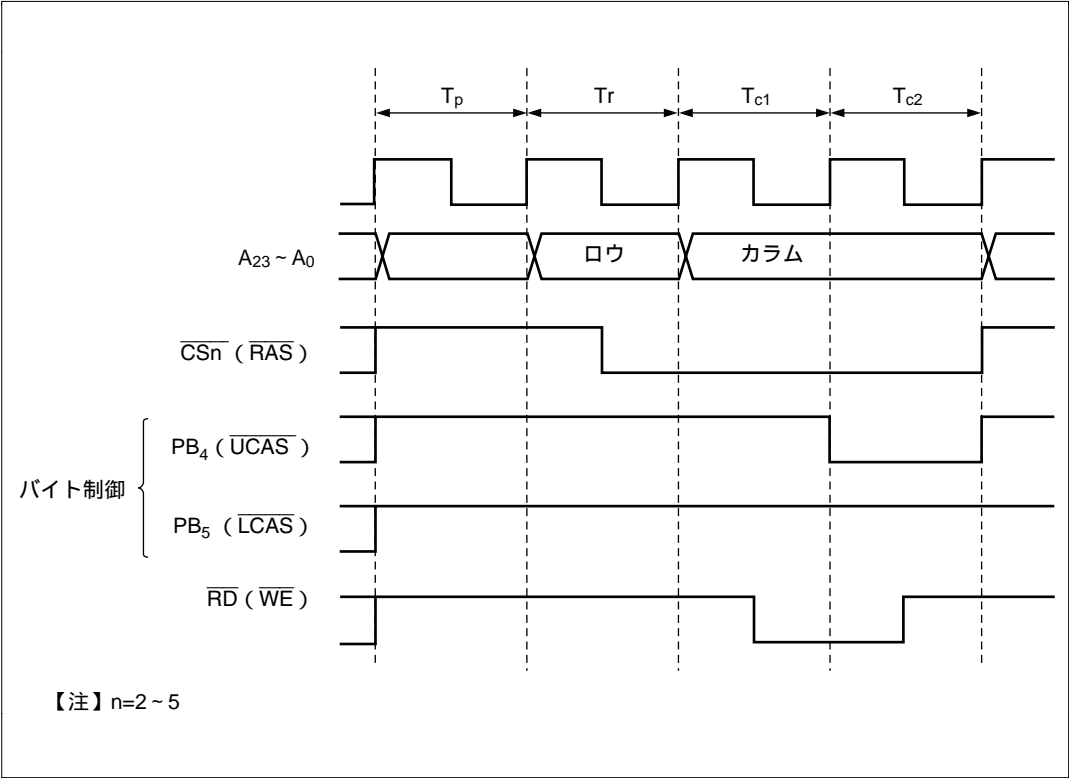 Tp Tr Tc1 Tc2
A23 ~ A0 ロウ カラム
CSn ( RAS )
PB4 ( UCAS )
バイト制御
PB5 ( LCAS )
RD ( WE )
【注】n=2 ~ 5